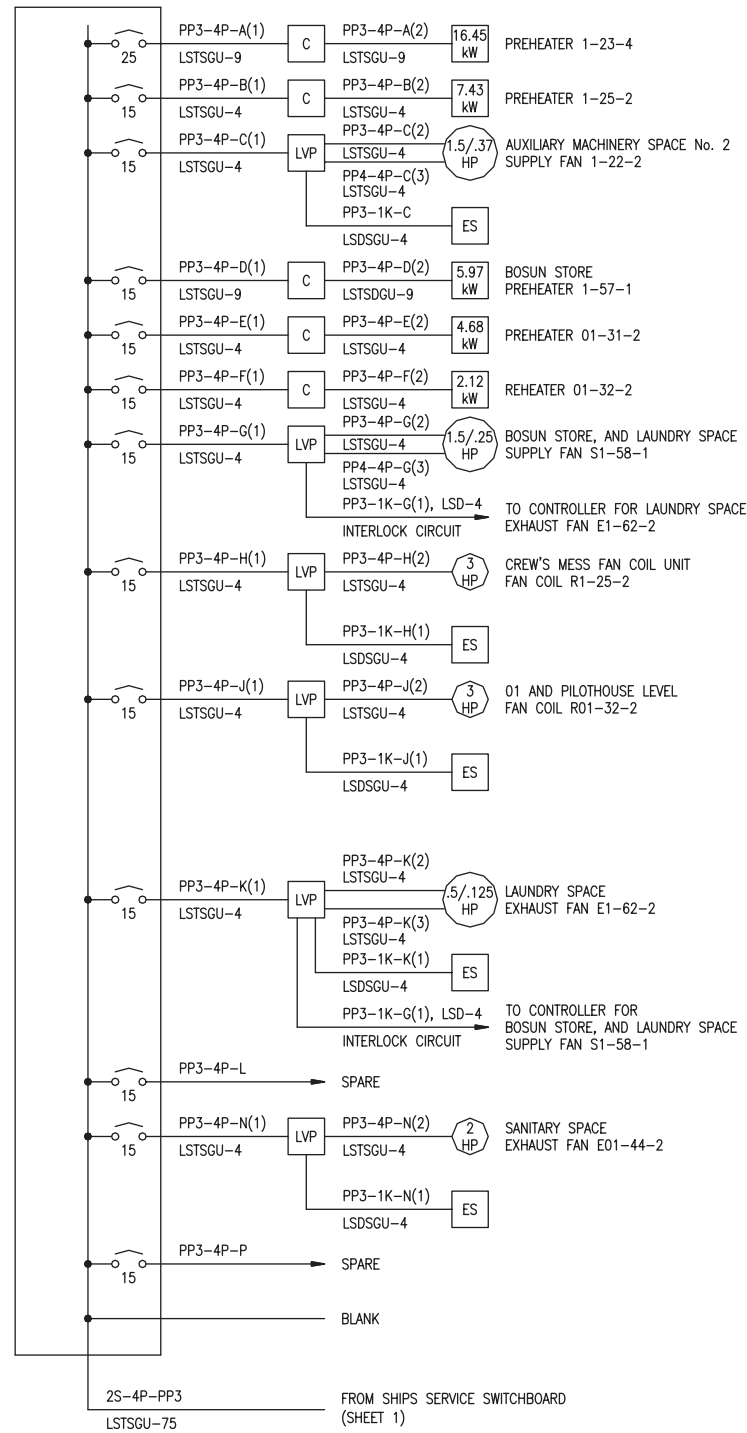 PP3-4P-A(1) PP3-4P-A(2) 16.45 kW PREHEATER 1-23-4
C
25 LSTSGU-9 LSTSGU-9
PP3-4P-B(1) PP3-4P-B(2) 7.43 kW PREHEATER 1-25-2
C
15 LSTSGU-4 LSTSGU-4
PP3-4P-C(1) PP3-4P-C(2) 1.5/.37 HP AUXILIARY MACHINERY SPACE No. 2
LVP LSTSGU-4 SUPPLY FAN 1-22-2
15 LSTSGU-4 PP4-4P-C(3)
LSTSGU-4
PP3-1K-C ES
LSDSGU-4
PP3-4P-D(1) PP3-4P-D(2) 5.97 kW BOSUN STORE
C PREHEATER 1-57-1
15 LSTSGU-9 LSTSDGU-9
PP3-4P-E(1) PP3-4P-E(2) 4.68 kW PREHEATER 01-31-2
C
15 LSTSGU-4 LSTSGU-4
PP3-4P-F(1) PP3-4P-F(2) 2.12 kW REHEATER 01-32-2
C
15 LSTSGU-4 LSTSGU-4
PP3-4P-G(1) PP3-4P-G(2) 1.5/.25 HP BOSUN STORE, AND LAUNDRY SPACE
LVP LSTSGU-4 SUPPLY FAN S1-58-1
15 LSTSGU-4 PP4-4P-G(3)
LSTSGU-4
PP3-1K-G(1), LSD-4 TO CONTROLLER FOR LAUNDRY SPACE
INTERLOCK CIRCUIT EXHAUST FAN E1-62-2
PP3-4P-H(1) PP3-4P-H(2) 3 HP CREW'S MESS FAN COIL UNIT
LVP FAN COIL R1-25-2
15 LSTSGU-4 LSTSGU-4
PP3-1K-H(1) ES
LSDSGU-4
PP3-4P-J(1) PP3-4P-J(2) 3 HP 01 AND PILOTHOUSE LEVEL
LVP FAN COIL R01-32-2
15 LSTSGU-4 LSTSGU-4
PP3-1K-J(1) ES
LSDSGU-4
PP3-4P-K(2)
LSTSGU-4
PP3-4P-K(1) LVP .5/.125 HP LAUNDRY SPACE
EXHAUST FAN E1-62-2
15 LSTSGU-4 PP3-4P-K(3)
LSTSGU-4
PP3-1K-K(1) ES
LSDSGU-4
PP3-1K-G(1), LSD-4 TO CONTROLLER FOR
INTERLOCK CIRCUIT BOSUN STORE, AND LAUNDRY SPACE
SUPPLY FAN S1-58-1
PP3-4P-L SPARE
15
PP3-4P-N(1) PP3-4P-N(2) 2 HP SANITARY SPACE
LVP EXHAUST FAN E01-44-2
15 LSTSGU-4 LSTSGU-4
PP3-1K-N(1) ES
LSDSGU-4
PP3-4P-P SPARE
15
BLANK
2S-4P-PP3 FROM SHIPS SERVICE SWITCHBOARD
LSTSGU-75 (SHEET 1)